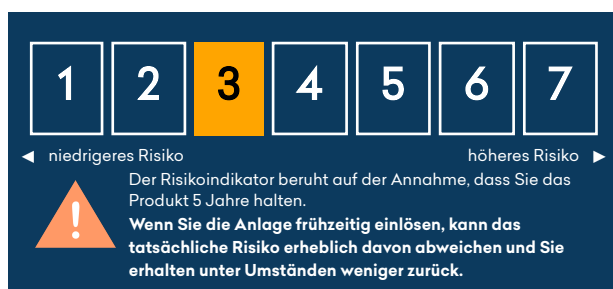 1 2 3 4 5 6 7
◄ niedrigeres Risiko höheres Risiko ►
Der Risikoindikator beruht auf der Annahme, dass Sie das
Produkt 5 Jahre halten.
Wenn Sie die Anlage frühzeitig einlösen, kann das
tatsächliche Risiko erheblich davon abweichen und Sie
erhalten unter Umständen weniger zurück.